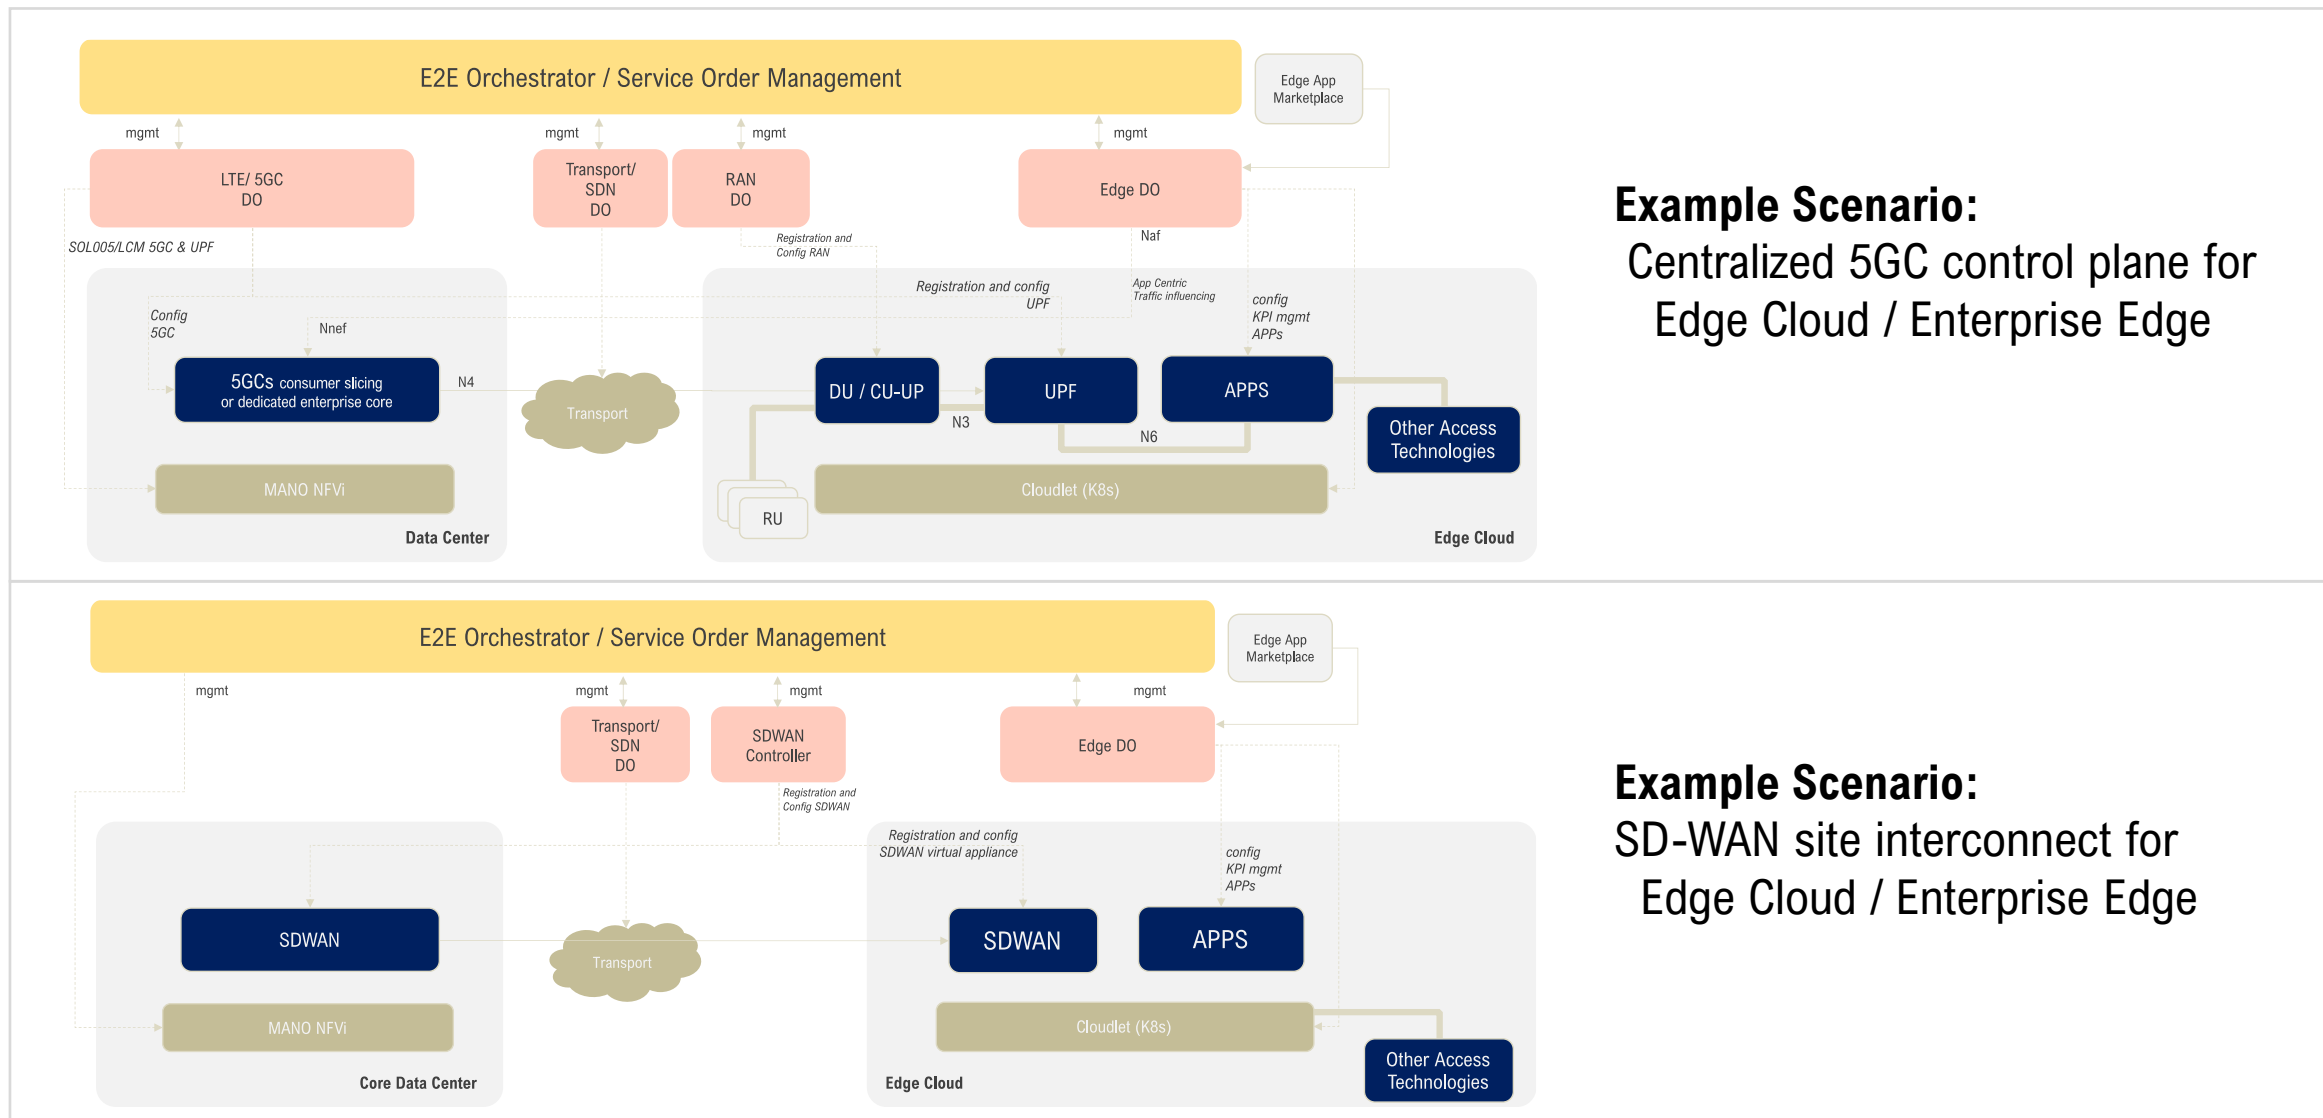 E2E Orchestrator / Service Order Management
Edge App
Marketplace
mgmt
mgmt
mgmt
mgmt
LTE/ 5GC
DO
Transport/
SDN
DO
RAN
DO
Edge DO
SOL005/LCM 5GC & UPF
Registration and
Config RAN
Naf
Registration and config
UPF
App Centric
Traffic influencing
config
KPI mgmt
APPs
Config
5GC
Nnef
5GCs consumer slicing
or dedicated enterprise core
N4
Transport
DU / CU-UP
N3
UPF
N6
APPS
Other Access
Technologies
MANO NFVi
Cloudlet (K8s)
RU
Data Center
Edge Cloud
Example Scenario:
Centralized 5GC control plane for
Edge Cloud / Enterprise Edge
E2E Orchestrator / Service Order Management
Edge App
Marketplace
mgmt
mgmt
mgmt
mgmt
Transport/
SDN
DO
SDWAN
Controller
Edge DO
Registration and
Config SDWAN
Registration and config
SDWAN virtual appliance
config
KPI mgmt
APPs
SDWAN
Transport
SDWAN
APPS
MANO NFVi
Cloudlet (K8s)
Other Access
Technologies
Core Data Center
Edge Cloud
Example Scenario:
SD-WAN site interconnect for
Edge Cloud / Enterprise Edge